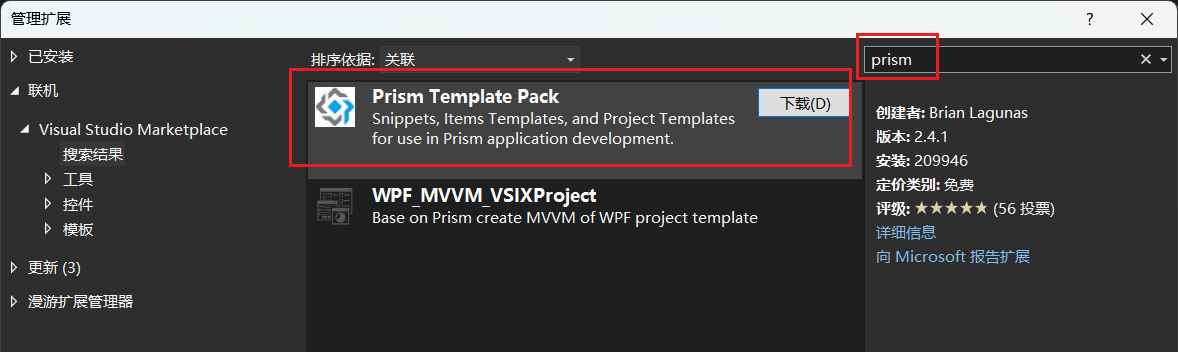 管理扩展
?
已安装
联机
Visual Studio Marketplace
搜索结果
工具
控件
模板
更新 (3)
漫游扩展管理器
排序依据: 关联
Prism Template Pack
下载(D)
Snippets, Items Templates, and Project Templates
for use in Prism application development.
WPF_MVVM_VSIXProject
Base on Prism create MVVM of WPF project template
prism
创建者: Brian Lagunas
版本: 2.4.1
安装: 209946
定价类别: 免费
评级: ★★★★★ (56 投票)
详细信息
向 Microsoft 报告扩展